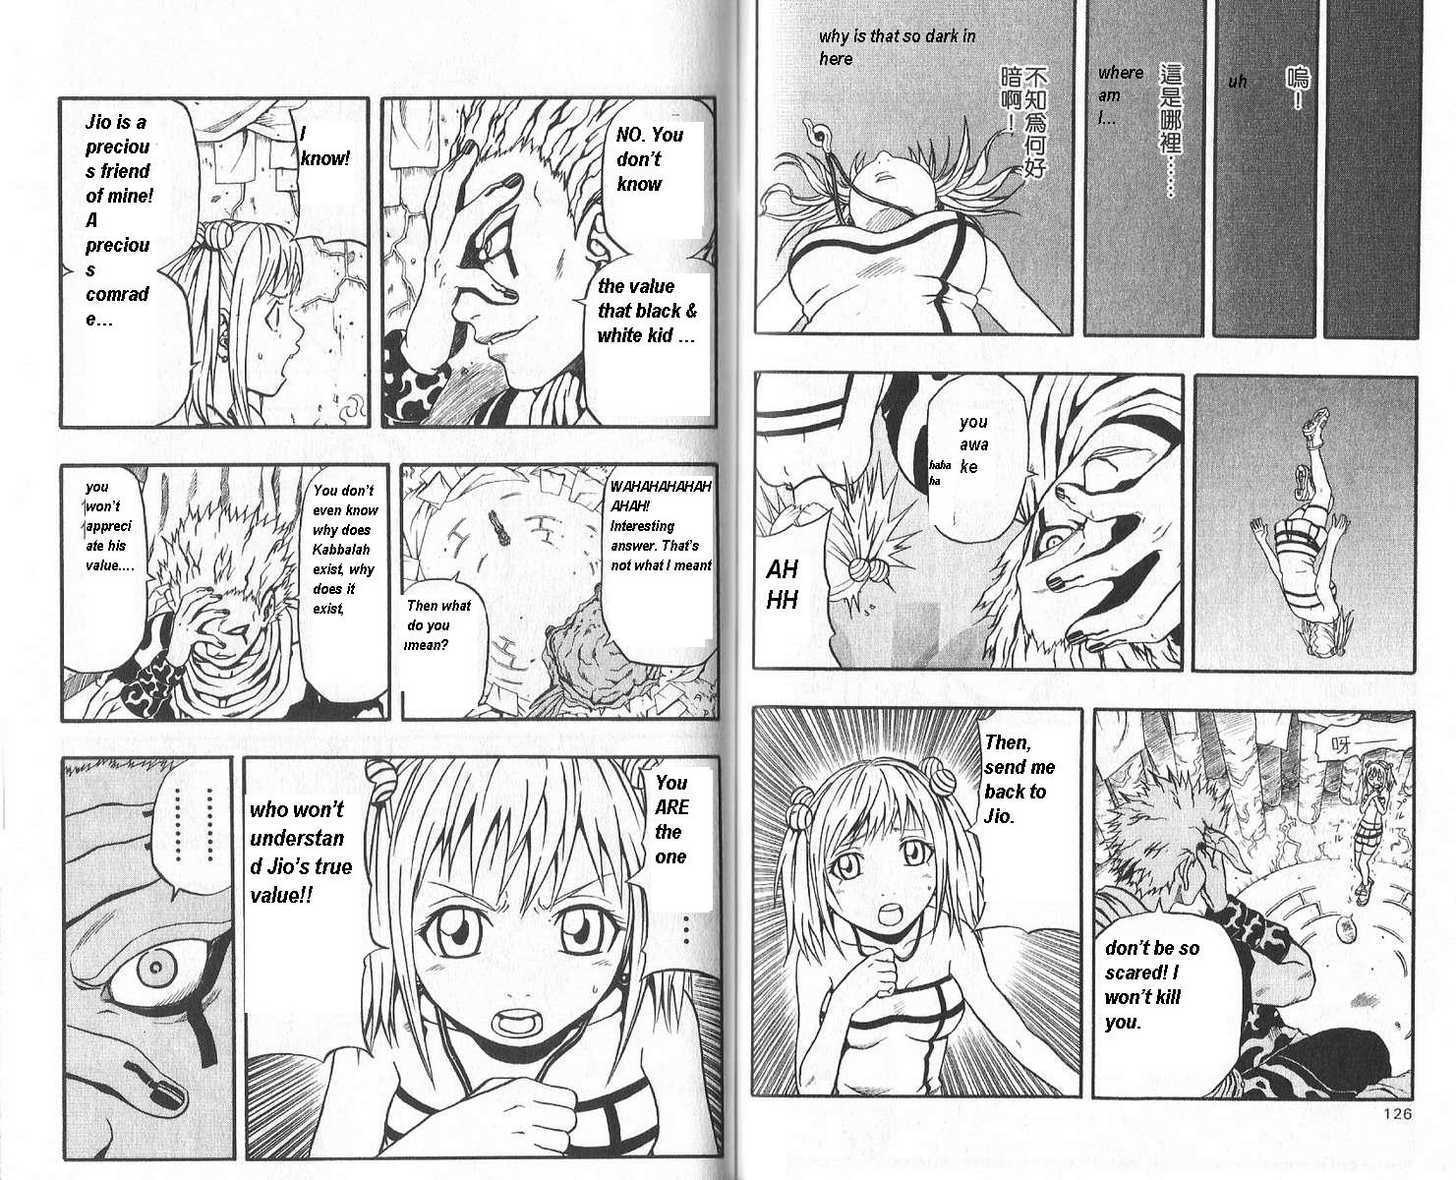 嗚！
uh
這是哪裡……
where
am
I...
不知為何好
暗啊！
why is that so dark in
here
you
awa
ke
haha
ha
AH
HH
呀—
don't be so
scared! I
won't kill
you.
Then,
send me
back to
Jio.
126
NO. You
don't
know
the value
that black &
white kid ...
I
know!
Jio is a
preciou
s friend
of mine!
A
preciou
s
comrad
e...
WAHAHAHAHAH
AHAH!
Interesting
answer. That's
not what I meant
Then what
do you
mean?
You don't
even know
why does
Kabbalah
exist, why
does it
exist,
you
won't
appreci
ate his
value....
You
ARE
the
one
...
who won't
understan
d Jio's true
value!!
………
………